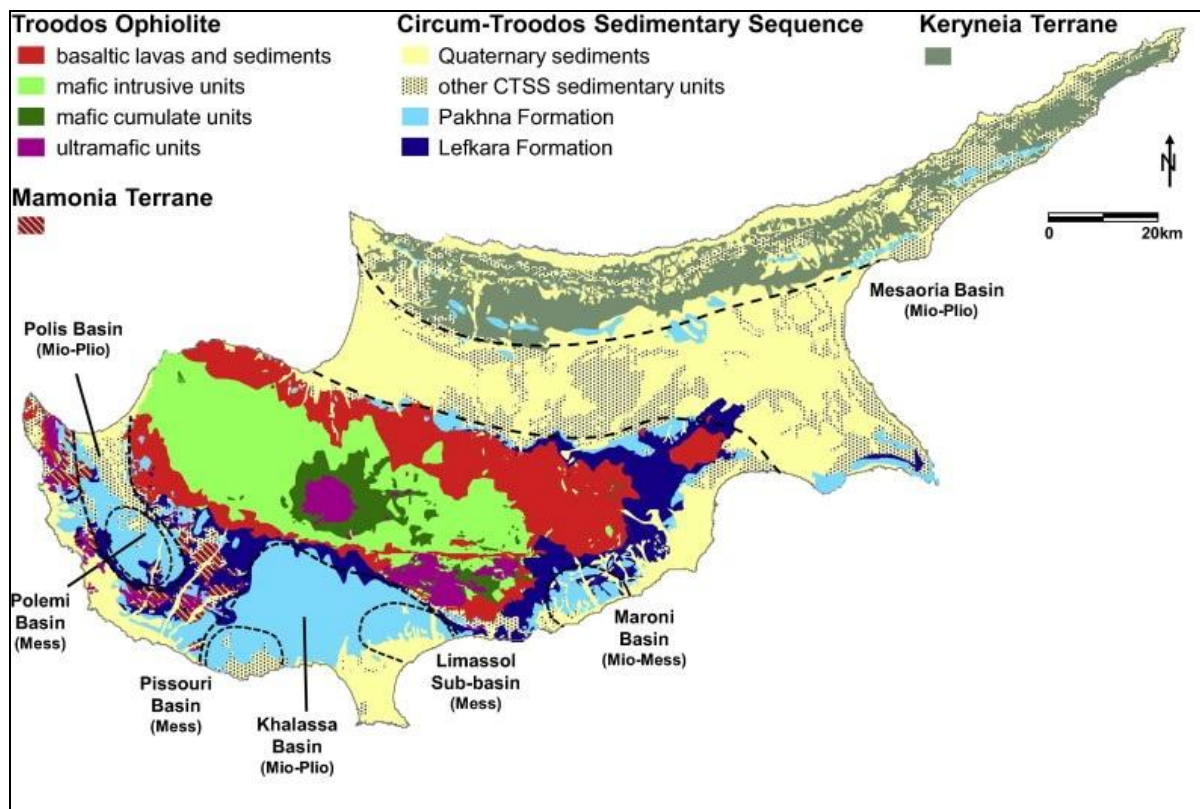 Troodos Ophiolite
basaltic lavas and sediments
mafic intrusive units
mafic cumulate units
ultramafic units
Mamonia Terrane
Circum-Troodos Sedimentary Sequence
Quaternary sediments
other CTSS sedimentary units
Pakhna Formation
Lefkara Formation
Keryneia Terrane
N
0 20km
Mesaoria Basin
(Mio-Plio)
Polis Basin
(Mio-Plio)
Polemi
Basin
(Mess)
Pissouri
Basin
(Mess)
Khalassa
Basin
(Mio-Plio)
Limassol
Sub-basin
(Mess)
Maroni
Basin
(Mio-Mess)